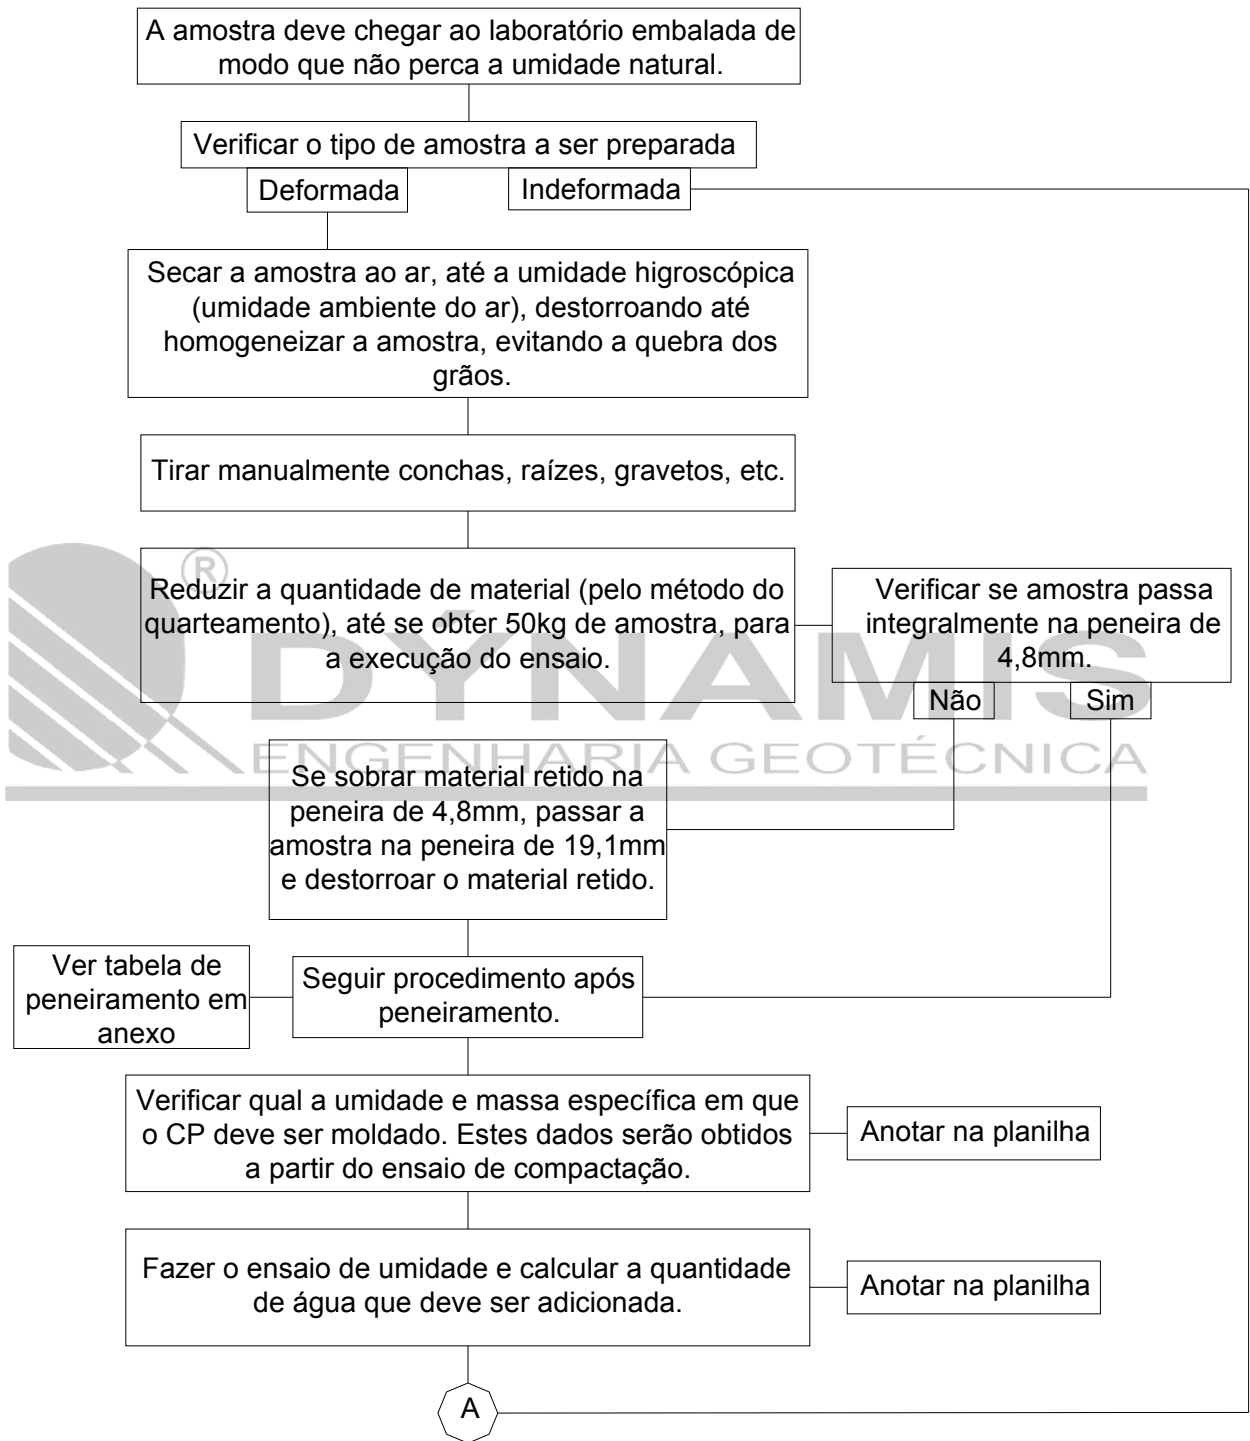 A amostra deve chegar ao laboratório embalada de
modo que não perca a umidade natural.
Verificar o tipo de amostra a ser preparada
Deformada
Indeformada
Secar a amostra ao ar, até a umidade higroscópica
(umidade ambiente do ar), destorroando até
homogeneizar a amostra, evitando a quebra dos
grãos.
Tirar manualmente conchas, raízes, gravetos, etc.
Reduzir a quantidade de material (pelo método do
quarteamento), até se obter 50kg de amostra, para
a execução do ensaio.
Verificar se amostra passa
integralmente na peneira de
4,8mm.
Não
Sim
®
DÝNAMIS
ENGENHARIA GEOTÉCNICA
Se sobrar material retido na
peneira de 4,8mm, passar a
amostra na peneira de 19,1mm
e destorroar o material retido.
Ver tabela de
peneiramento em
anexo
Seguir procedimento após
peneiramento.
Verificar qual a umidade e massa específica em que
o CP deve ser moldado. Estes dados serão obtidos
a partir do ensaio de compactação.
Anotar na planilha
Fazer o ensaio de umidade e calcular a quantidade
de água que deve ser adicionada.
Anotar na planilha
A